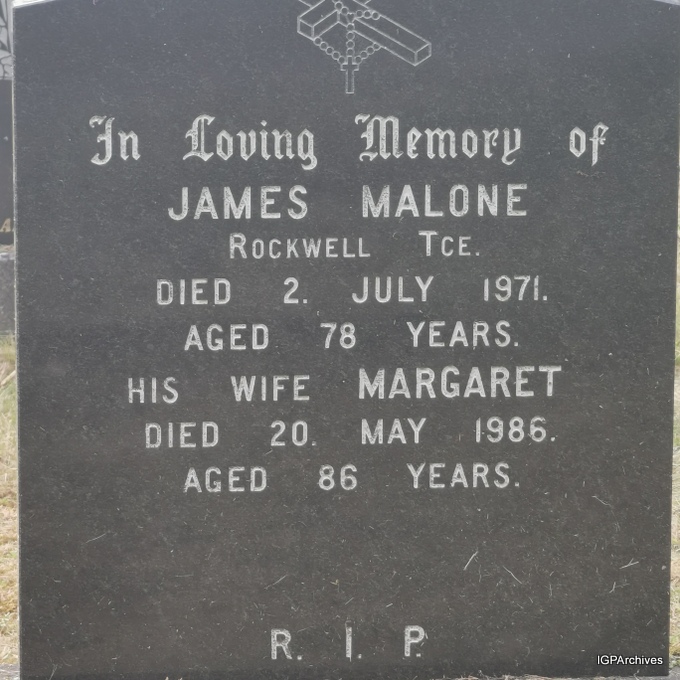 In Loving Memory of
JAMES MALONE
ROCKWELL TCE.
DIED 2. JULY 1971.
AGED 78 YEARS.
HIS WIFE MARGARET
DIED 20. MAY 1986.
AGED 86 YEARS.
R. I. P.
IGPArchives